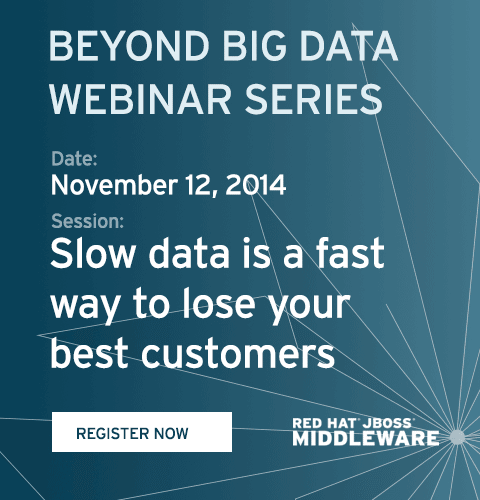 BEYOND BIG DATA
WEBINAR SERIES
Date:
November 12, 2014
Session:
Slow data is a fast
way to lose your
best customers
REGISTER NOW
RED HAT® JBOSS®
MIDDLEWARE